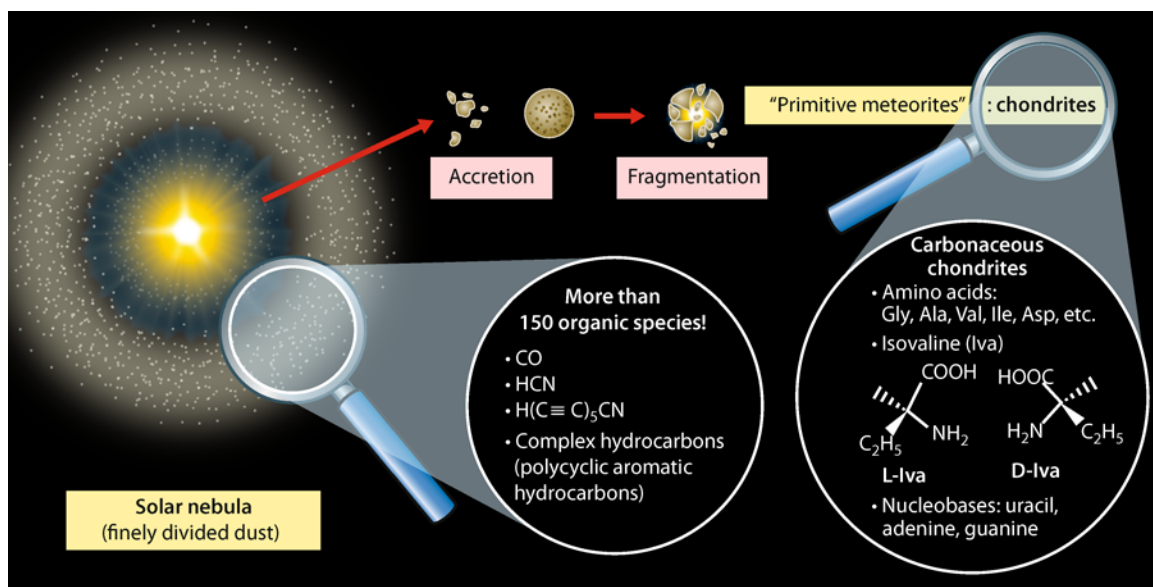 "Primitive meteorites" : chondrites
Accretion
Fragmentation
More than
150 organic species!
• CO
• HCN
• H(C≡C)₅CN
• Complex hydrocarbons
(polycyclic aromatic
hydrocarbons)
Solar nebula
(finely divided dust)
Carbonaceous
chondrites
• Amino acids:
Gly, Ala, Val, Ile, Asp, etc.
• Isovaline (Iva)
COOH
C₂H₅
NH₂
L-Iva
HOOC
H₂N
C₂H₅
D-Iva
• Nucleobases: uracil,
adenine, guanine